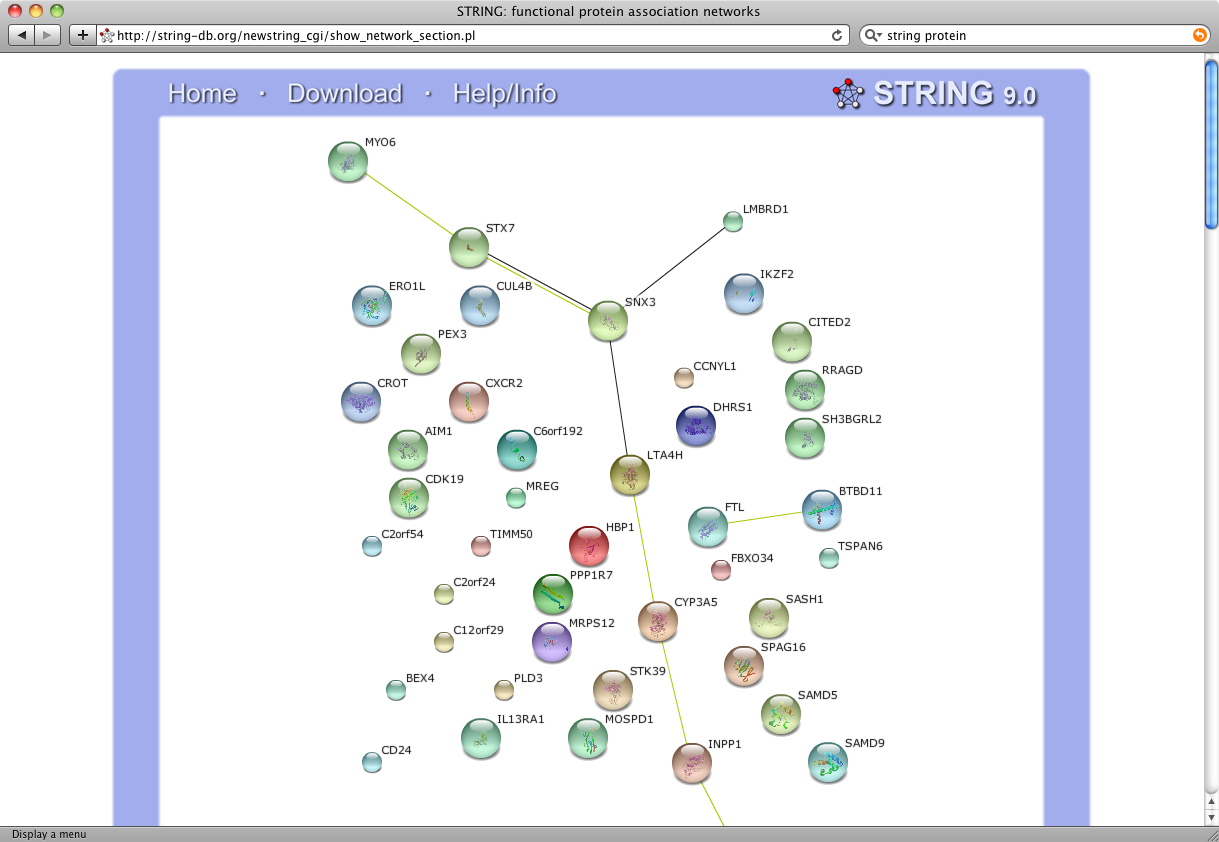 STRING: functional protein association networks
http://string-db.org/newstring_cgi/show_network_section.pl
string protein
Home · Download · Help/Info
STRING 9.0
MYO6
LMBRD1
STX7
IKZF2
ERO1L
CUL4B
SNX3
CITED2
PEX3
CCNYL1
RRAGD
CROT
CXCR2
DHRS1
SH3BGRL2
AIM1
C6orf192
LTA4H
CDK19
MREG
BTBD11
FTL
C2orf54
TIMM50
HBP1
TSPAN6
FBXO34
PPP1R7
C2orf24
CYP3A5
SASH1
C12orf29
MRPS12
SPAG16
BEX4
PLD3
STK39
SAMD5
IL13RA1
MOSPD1
INPP1
SAMD9
CD24
Display a menu